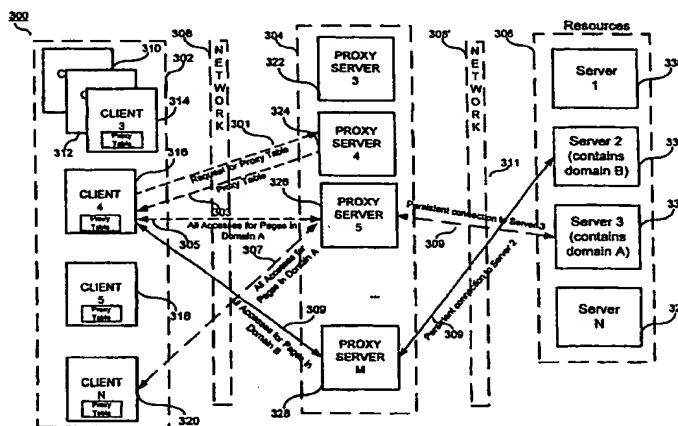 300
310
302
314
312
316
318
320
CLIENT
3
Proxy
Table
CLIENT
4
Proxy
Table
CLIENT
5
Proxy
Table
CLIENT
N
Proxy
Table
308
NETWORK
301
Request for Proxy Table
Proxy Table
303
All Accesses for Pages in
Domain A
305
307
All Accesses for
Pages in Domain A
309
Accesses for Pages in
Domain B
304
322
324
326
328
PROXY
SERVER
3
PROXY
SERVER
4
PROXY
SERVER
5
...
PROXY
SERVER
M
NETWORK
311
Persistent connection to Server 3
309
Persistent connection to Server 2
309
Resources
306
Server
1
Server 2
(contains
domain B)
Server 3
(contains
domain A)
Server
N